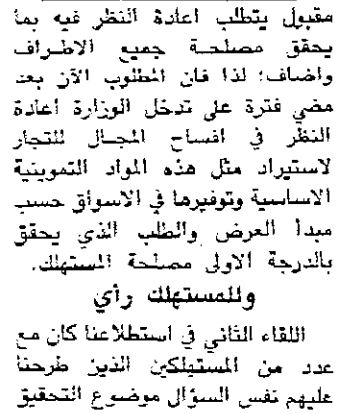 مقبول يتطلب اعادة النظر فيه بما
يحقق مصلحة جميع الاطراف
واضاف؛ لذا فان المطلوب الآن بعد
مضي فترة على تدخل الوزارة اعادة
النظر في افساح المجال للتجار
لاستيراد مثل هذه المواد التموينية
الاساسية وتوفيرها في الاسواق حسب
مبدا العرض والطلب الذي يحقق
بالدرجة الاولى مصلحة المستهلك.
وللمستهلك رأي
اللقاء الثاني في استطلاعنا كان مع
عدد من المستهلكين الذين طرحنا
عليهم نفس السؤال موضوع التحقيق